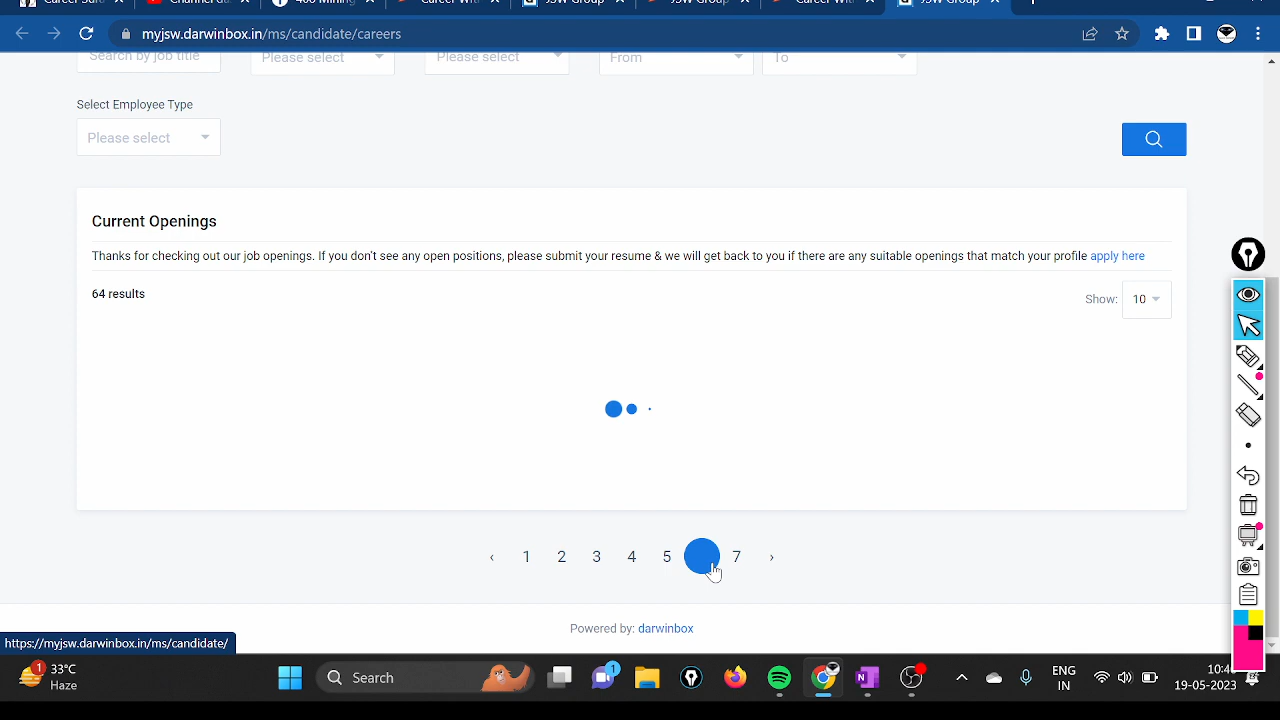 myjsw.darwinbox.in/ms/candidate/careers
Search by job title
Please select
Please select
From
To
Select Employee Type
Please select
Current Openings
Thanks for checking out our job openings. If you don't see any open positions, please submit your resume & we will get back to you if there are any suitable openings that match your profile apply here
64 results
Show: 10
‹ 1 2 3 4 5 7 ›
Powered by: darwinbox
https://myjsw.darwinbox.in/ms/candidate/
1
33°C
Haze
Search
1
ENG
IN
19-05-2023